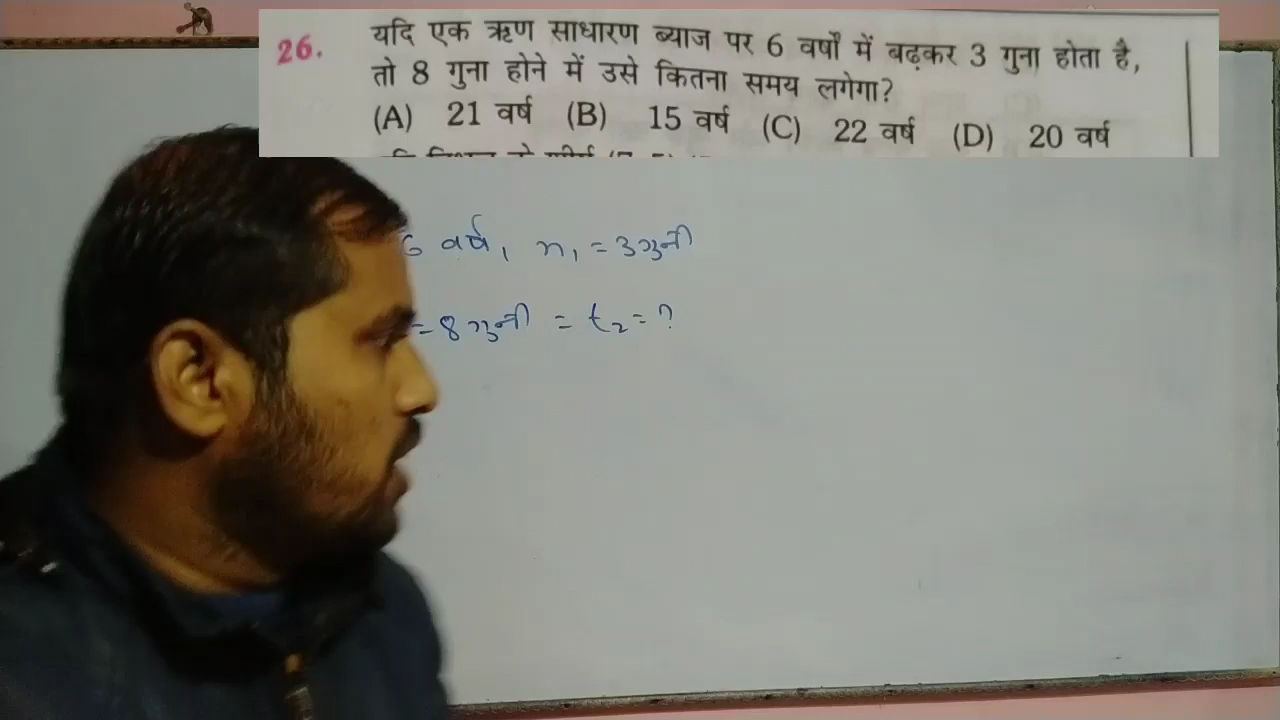 26. यदि एक ऋण साधारण ब्याज पर 6 वर्षों में बढ़कर 3 गुना होता है,
तो 8 गुना होने में उसे कितना समय लगेगा?
(A) 21 वर्ष (B) 15 वर्ष (C) 22 वर्ष (D) 20 वर्ष
6 वर्ष, n₁ = 3गुनी
= 8 गुनी = t₂ = ?